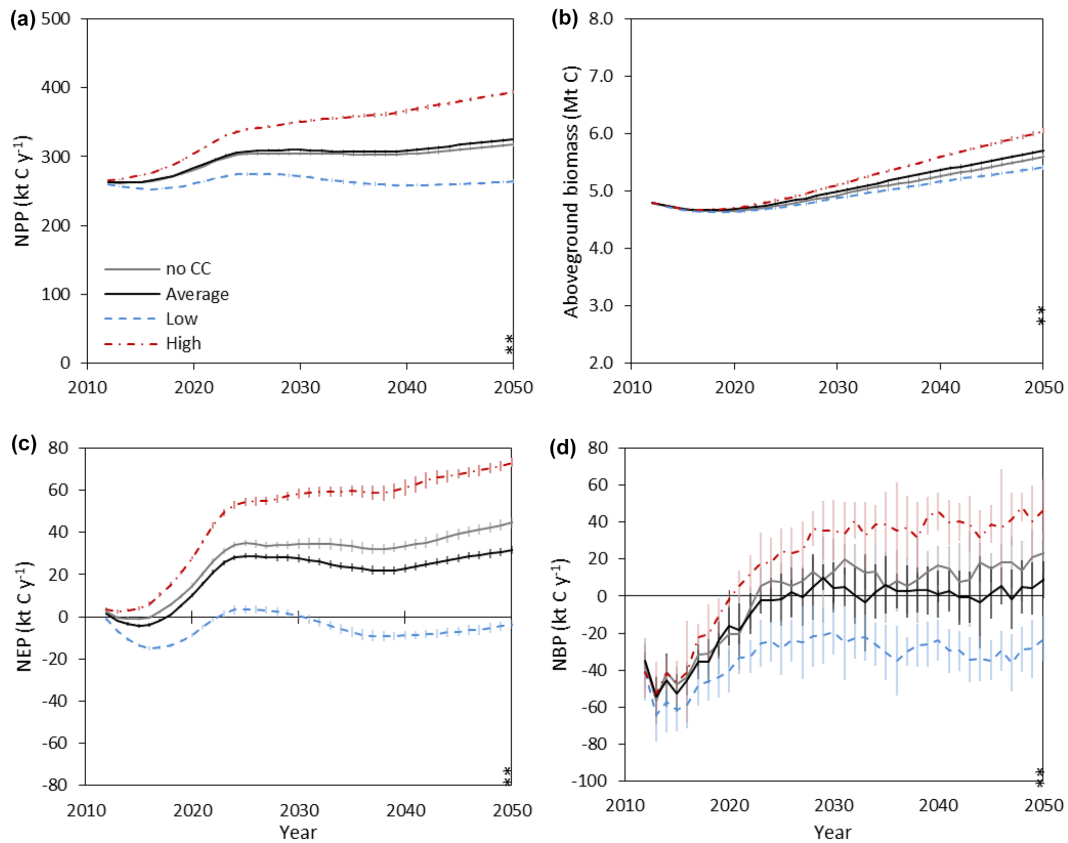 (a)
500
400
300
200
100
0
NPP (kt C y⁻¹)
no CC
Average
Low
High
**
2010 2020 2030 2040 2050
(b)
8.0
7.0
6.0
5.0
4.0
3.0
2.0
Aboveground biomass (Mt C)
**
2010 2020 2030 2040 2050
(c)
80
60
40
20
0
-20
-40
-60
-80
NEP (kt C y⁻¹)
**
2010 2020 2030 2040 2050
Year
(d)
80
60
40
20
0
-20
-40
-60
-80
-100
NBP (kt C y⁻¹)
**
2010 2020 2030 2040 2050
Year